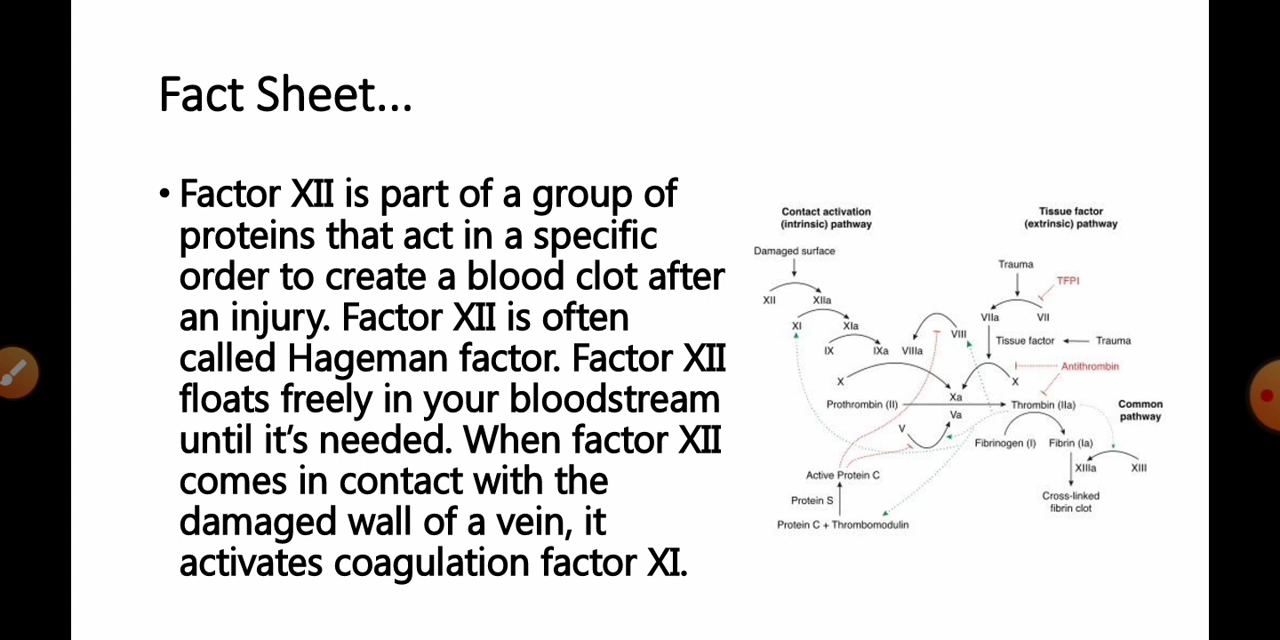 Fact Sheet...
• Factor XII is part of a group of
proteins that act in a specific
order to create a blood clot after
an injury. Factor XII is often
called Hageman factor. Factor XII
floats freely in your bloodstream
until it's needed. When factor XII
comes in contact with the
damaged wall of a vein, it
activates coagulation factor XI.
Contact activation
(intrinsic) pathway
Damaged surface
XII
XIIa
XI
XIa
IX
IXa
VIIIa
VIII
X
Tissue factor
(extrinsic) pathway
Trauma
TFPI
VIIa
VII
Tissue factor
Trauma
Antithrombin
X
Xa
Prothrombin (II)
Thrombin (IIa)
Common
pathway
Va
V
Fibrinogen (I)
Fibrin (Ia)
XIIIa
XIII
Active Protein C
Protein S
Protein C + Thrombomodulin
Cross-linked
fibrin clot